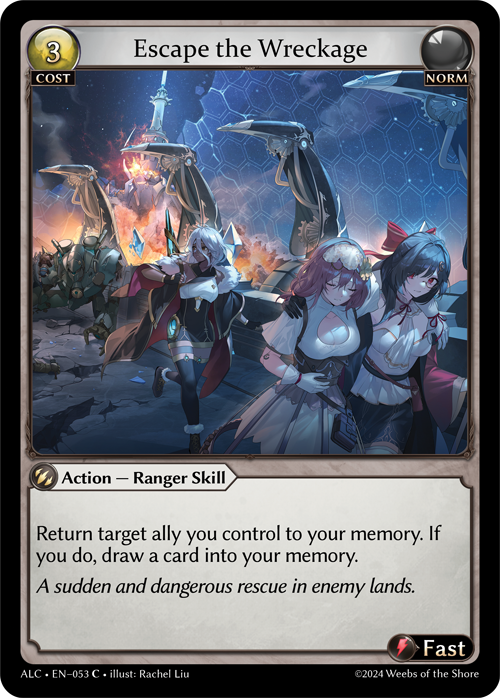 3
Escape the Wreckage
COST
NORM
Action — Ranger Skill
Return target ally you control to your memory. If
you do, draw a card into your memory.
A sudden and dangerous rescue in enemy lands.
Fast
ALC • EN–053 C • illust: Rachel Liu
©2024 Weebs of the Shore